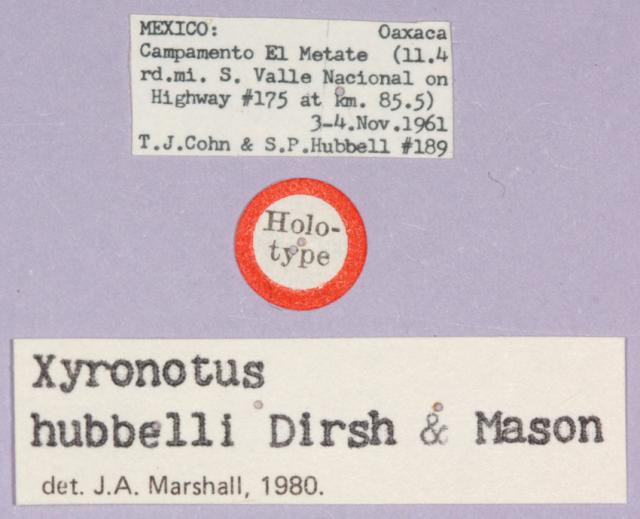 MEXICO: Oaxaca
Campamento El Metate (11.4
rd.mi. S. Valle Nacional on
Highway #175 at km. 85.5)
3-4.Nov.1961
T.J.Cohn & S.P.Hubbell #189
Holo-
type
Xyronotus
hubbelli Dirsh & Mason
det. J.A. Marshall, 1980.